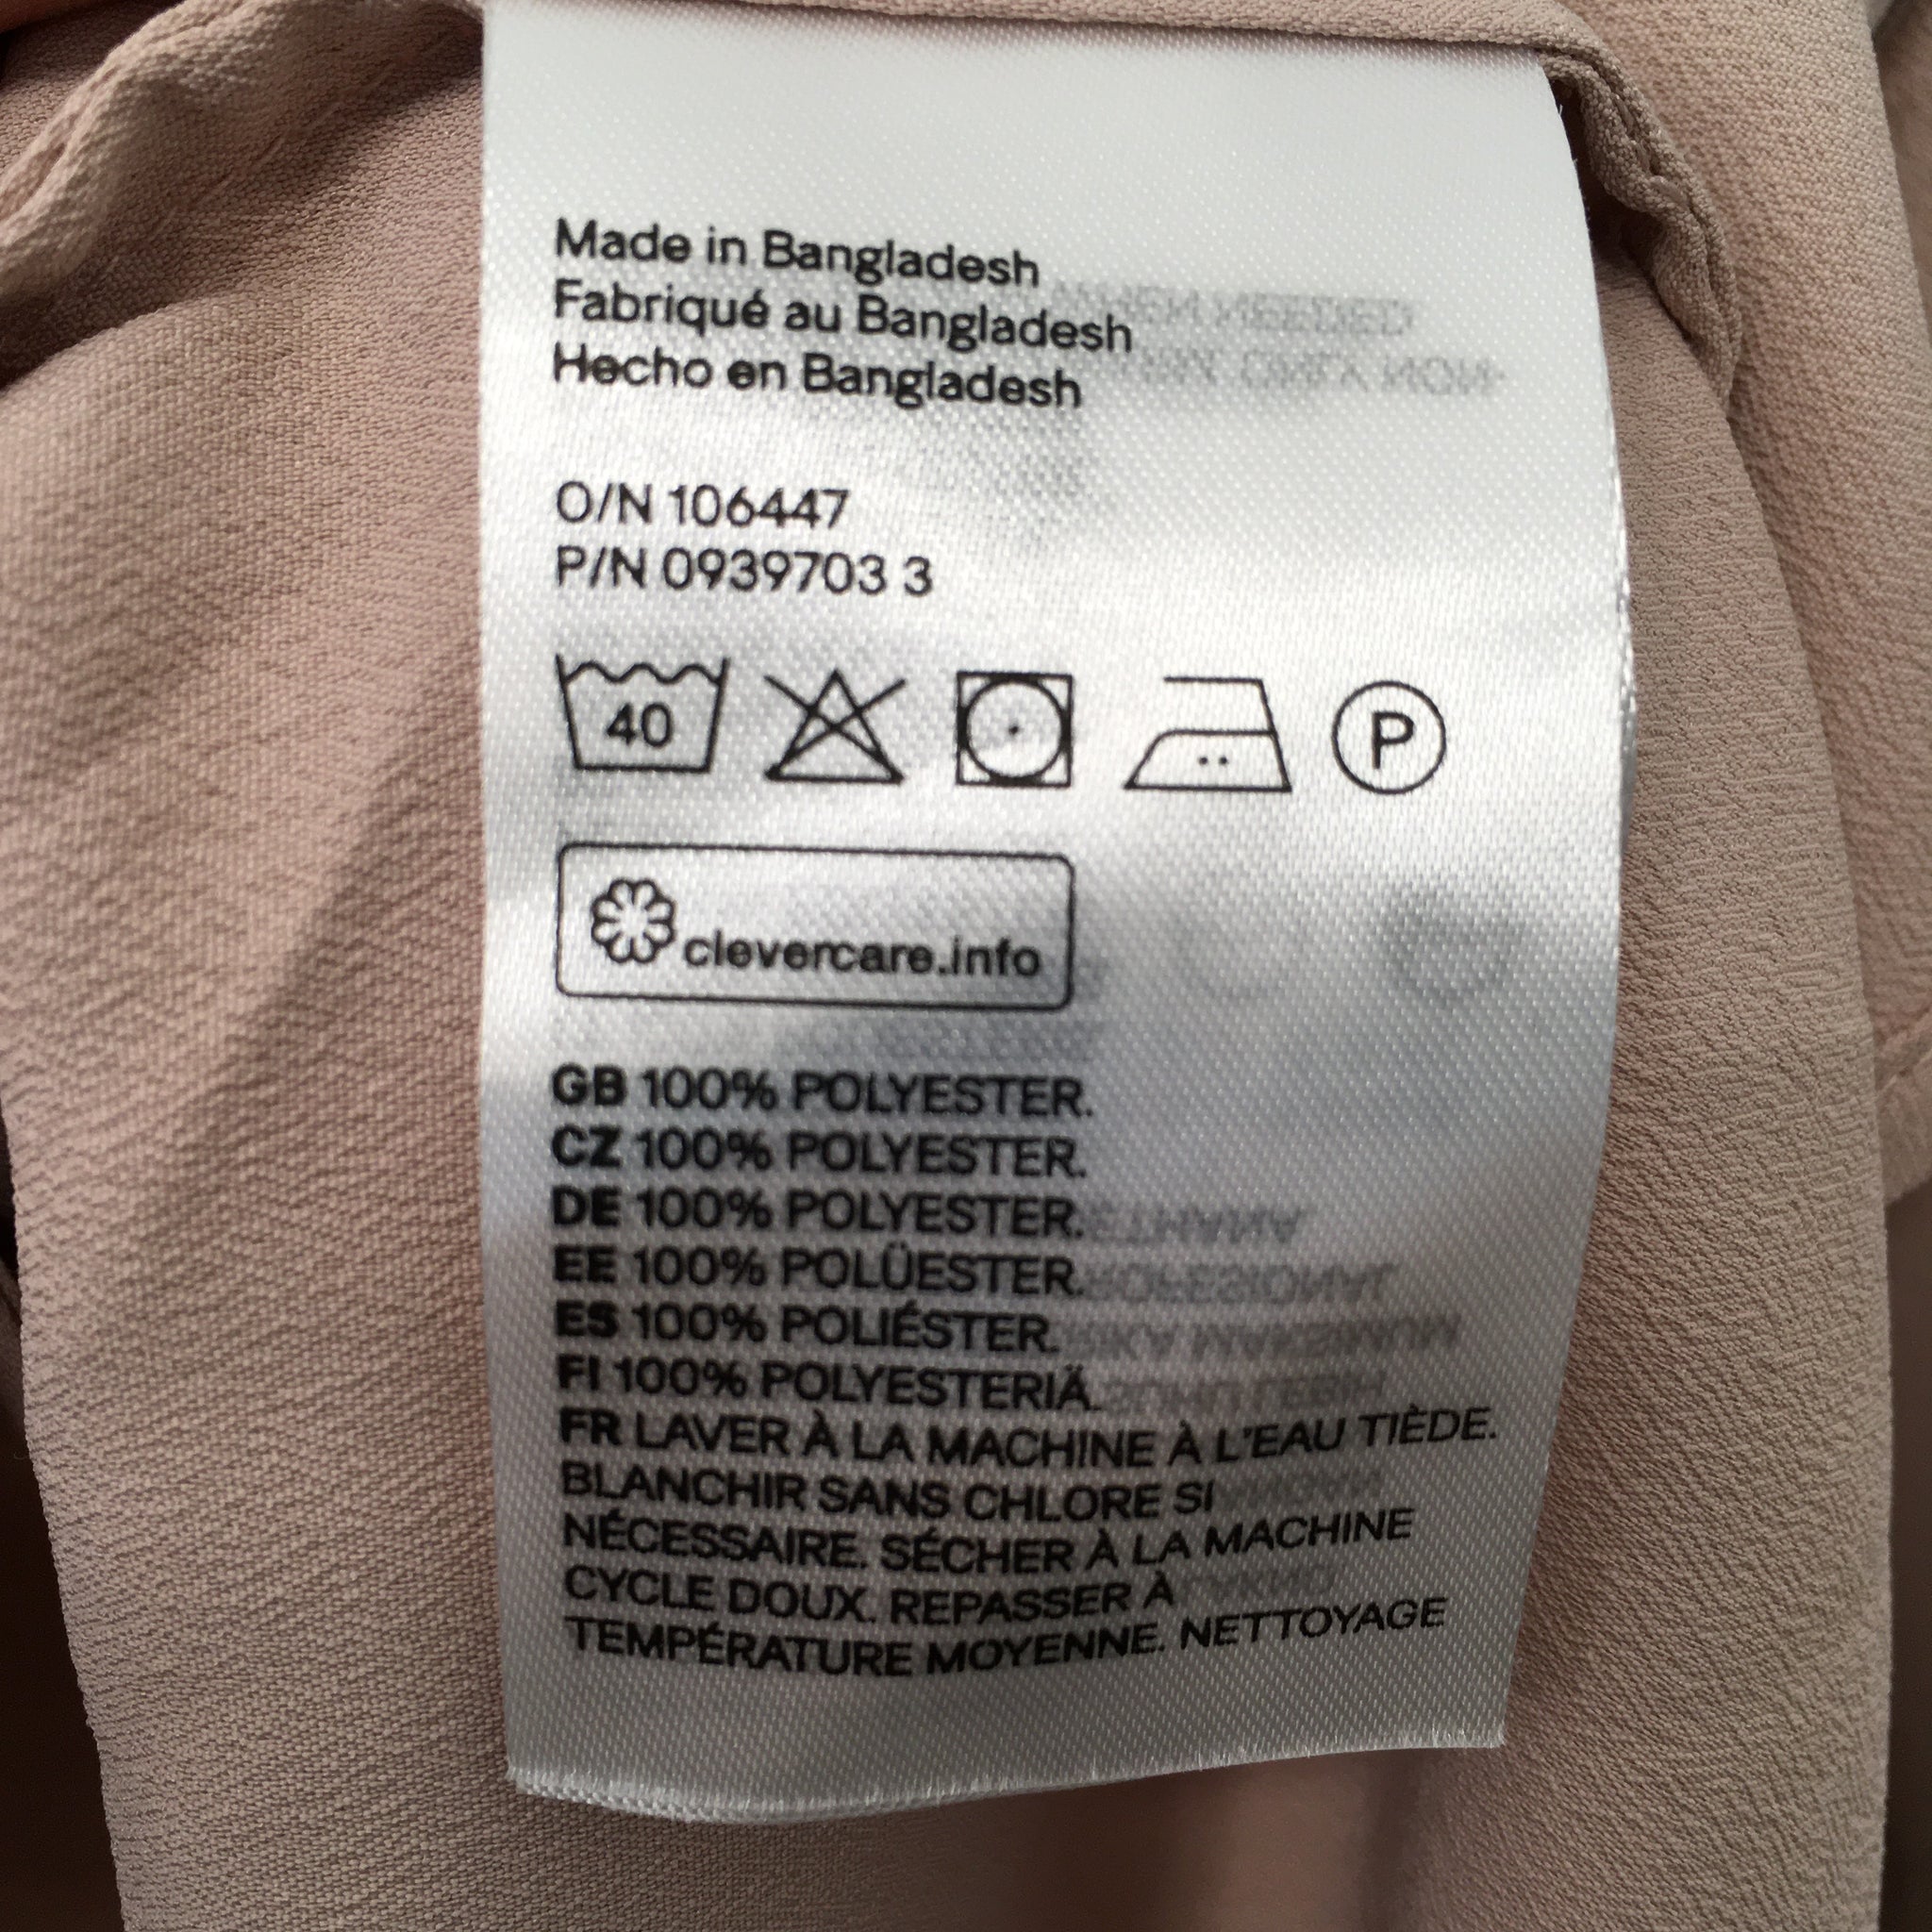 Made in Bangladesh
Fabriqué au Bangladesh
Hecho en Bangladesh
O/N 106447
P/N 0939703 3
40
P
clevercare.info
GB 100% POLYESTER.
CZ 100% POLYESTER.
DE 100% POLYESTER.
EE 100% POLÜESTER.
ES 100% POLIÉSTER.
FI 100% POLYESTERIÄ.
FR LAVER À LA MACHINE À L'EAU TIÈDE.
BLANCHIR SANS CHLORE SI
NÉCESSAIRE. SÉCHER À LA MACHINE
CYCLE DOUX. REPASSER À
TEMPÉRATURE MOYENNE. NETTOYAGE